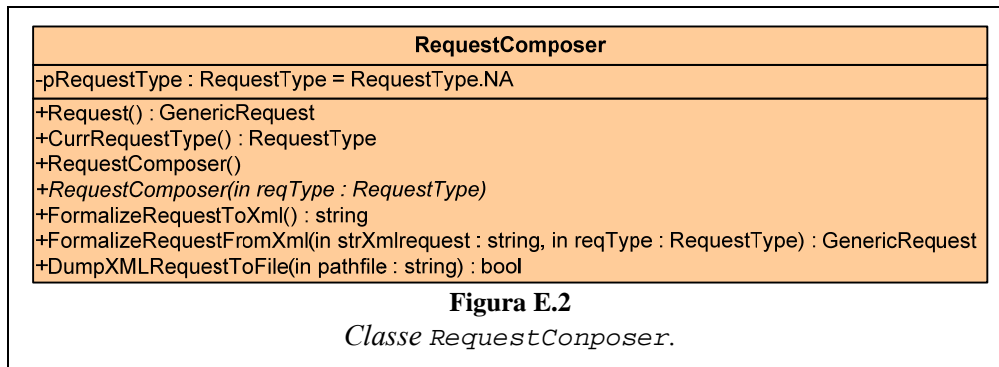 RequestComposer
-pRequestType : RequestType = RequestType.NA
+Request() : GenericRequest
+CurrRequestType() : RequestType
+RequestComposer()
+RequestComposer(in reqType : RequestType)
+FormalizeRequestToXml() : string
+FormalizeRequestFromXml(in strXmlrequest : string, in reqType : RequestType) : GenericRequest
+DumpXMLRequestToFile(in pathfile : string) : bool
Figura E.2
Classe RequestConposer.